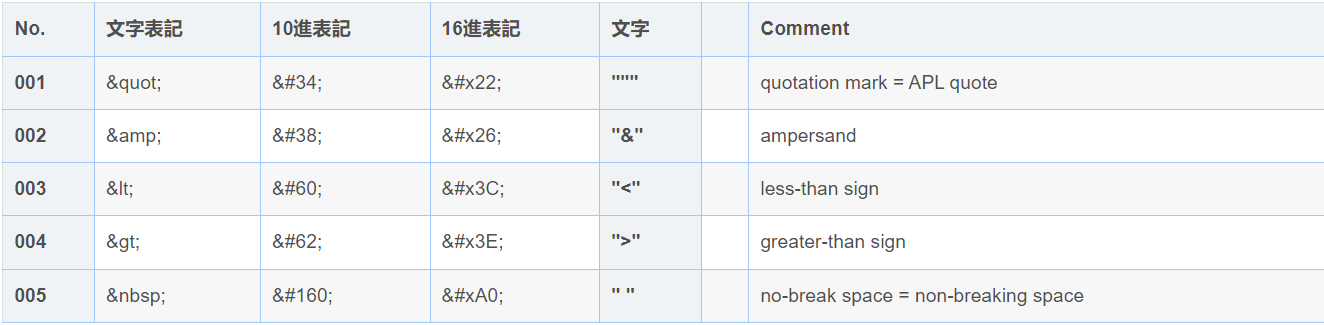 No. 文字表記 10進表記 16進表記 文字 Comment
001 &quot; &#34; &#x22; """ quotation mark = APL quote
002 &amp; &#38; &#x26; "&" ampersand
003 &lt; &#60; &#x3C; "<" less-than sign
004 &gt; &#62; &#x3E; ">" greater-than sign
005 &nbsp; &#160; &#xA0; " " no-break space = non-breaking space